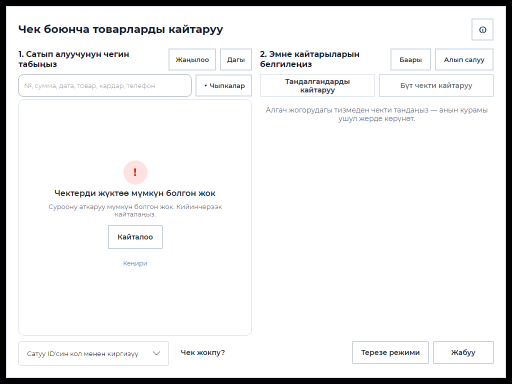 Чек боюнча товарларды кайтаруу
1. Сатып алуучунун чегин табыңыз
Жаңылоо
Дагы
№, сумма, дата, товар, кардар, телефон
Чыпкалар
Чектерди жүктөө мүмкүн болгон жок
Суроону аткаруу мүмкүн болгон жок. Кийинчерээк
кайталаңыз.
Кайталоо
Кеңири
Сатуу ID'син кол менен киргизүү
Чек жокпу?
2. Эмне кайтарыларын
белгилеңиз
Баары
Алып салуу
Тандалгандарды
кайтаруу
Бүт чекти кайтаруу
Алгач жогорудагы тизмеден чекти тандаңыз — анын курамы
ушул жерде көрүнөт.
Терезе режими
Жабуу